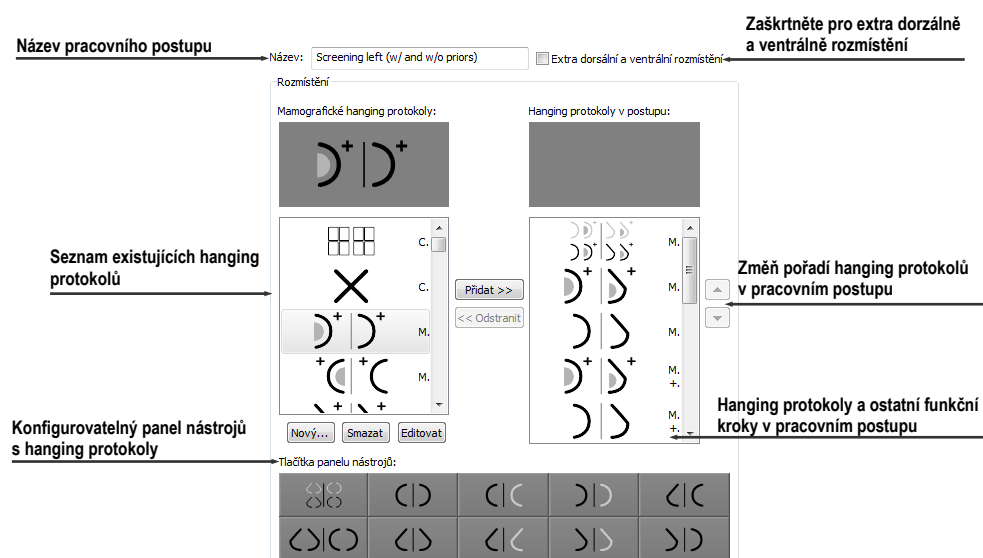 Zaškrtněte pro extra dorzálně
a ventrálně rozmístění
Název pracovního postupu
Název: Screening left (w/ and w/o priors) Extra dorsální a ventrální rozmístění
Rozmístění
Mamografické hanging protokoly: Hanging protokoly v postupu:
Seznam existujících hanging
protokolů
C.
C.
M.
M.
Přidat >>
<< Odstranit
M.
M.
M.
M.
+.
M.
+.
Změň pořadí hanging protokolů
v pracovním postupu
Hanging protokoly a ostatní funkční
kroky v pracovním postupu
Konfigurovatelný panel nástrojů
s hanging protokoly
Nový... Smazat Editovat
Tlačítka panelu nástrojů: